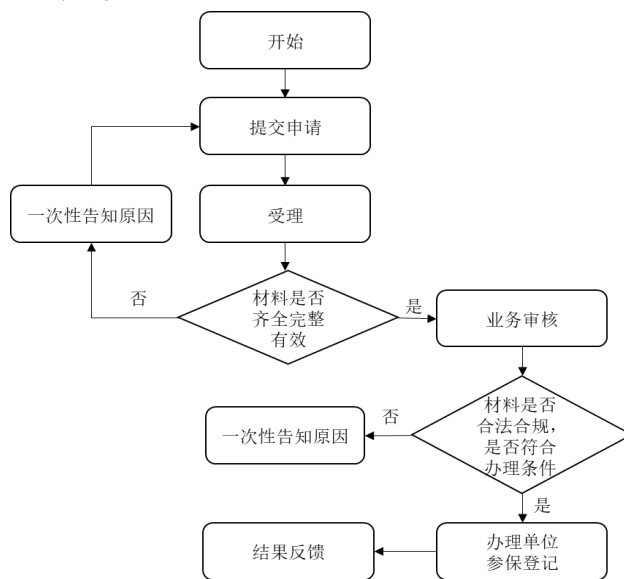 开始
提交申请
一次性告知原因
受理
否
材料是否
齐全完整
有效
是
业务审核
一次性告知原因
否
材料是否
合法合规，
是否符合
办理条件
是
结果反馈
办理单位
参保登记